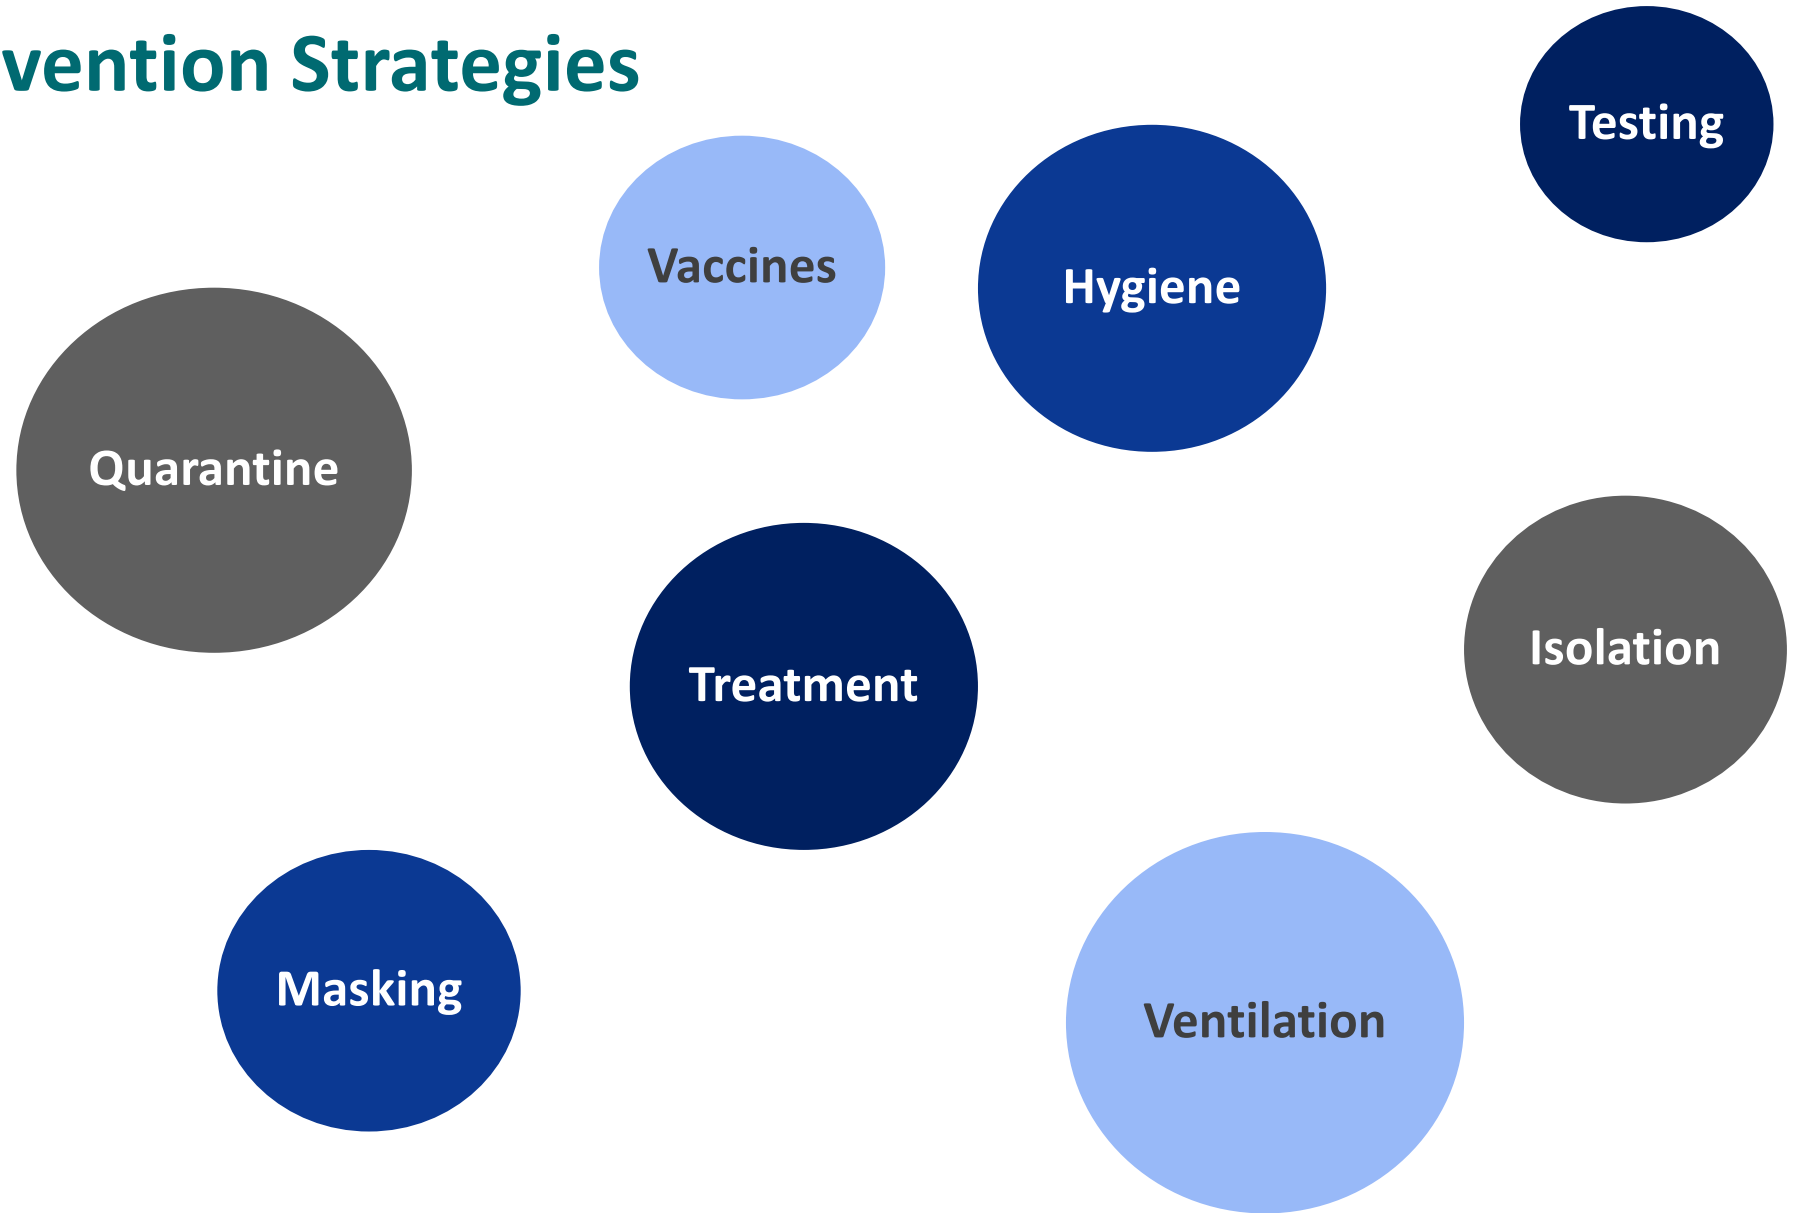 vention Strategies
Testing
Vaccines
Hygiene
Quarantine
Isolation
Treatment
Masking
Ventilation